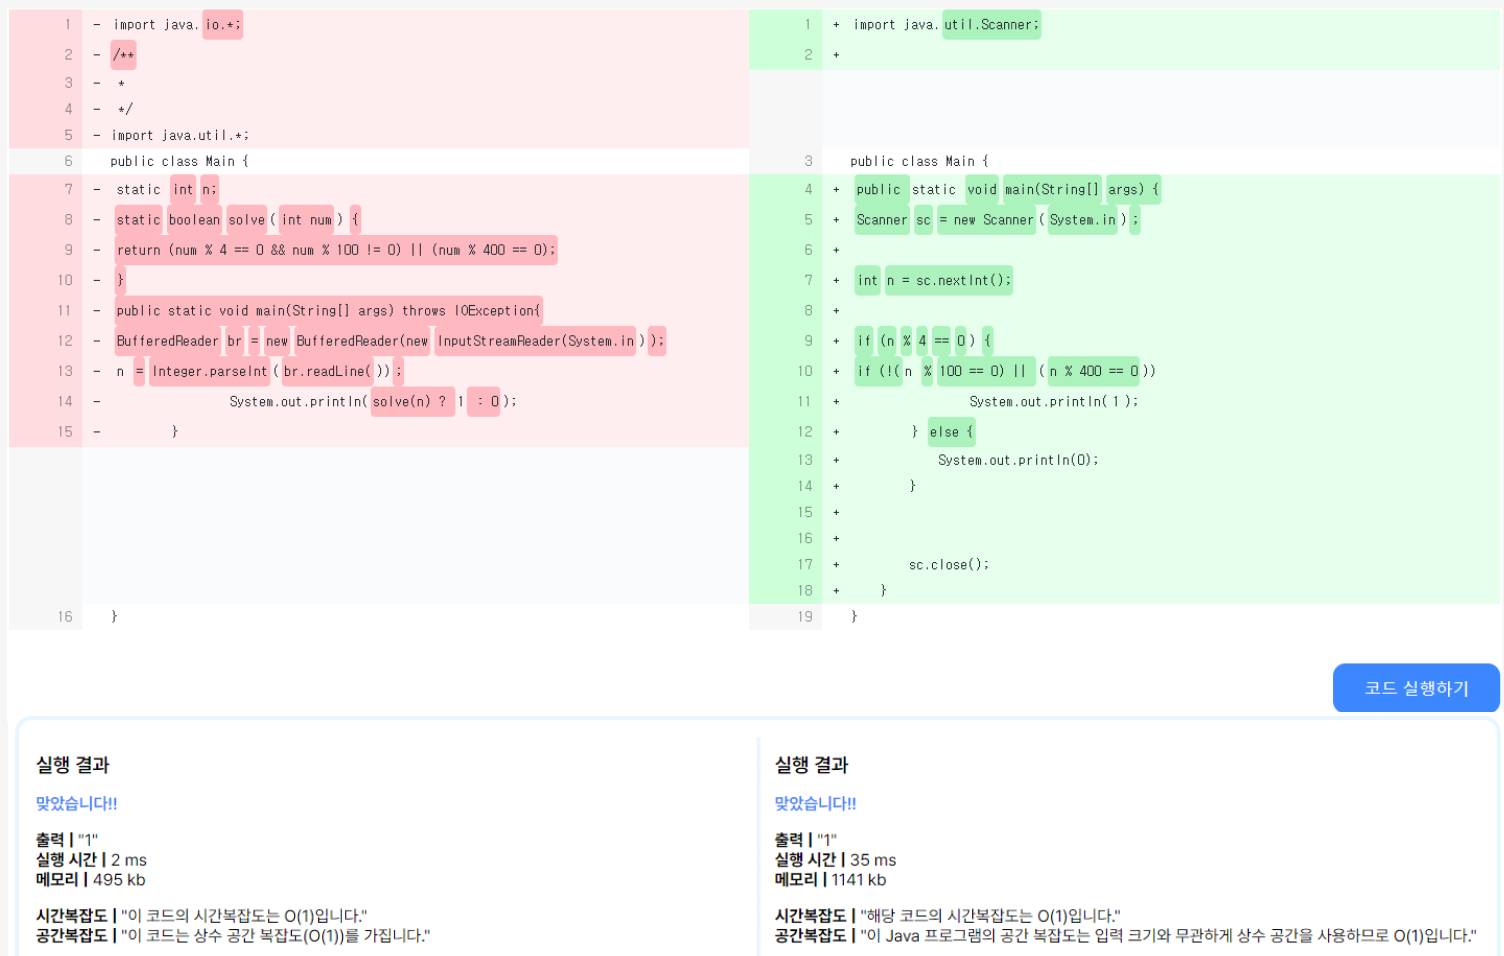 1 - import java.io.*;
2 - /**
3 - *
4 - */
5 - import java.util.*;
6 public class Main {
7 - static int n;
8 - static boolean solve(int num) {
9 - return (num % 4 == 0 && num % 100 != 0) || (num % 400 == 0);
10 - }
11 - public static void main(String[] args) throws IOException{
12 - BufferedReader br = new BufferedReader(new InputStreamReader(System.in));
13 - n = Integer.parseInt(br.readLine());
14 - System.out.println(solve(n) ? 1 : 0);
15 - }
16 }
1 + import java.util.Scanner;
2 +
3 public class Main {
4 + public static void main(String[] args) {
5 + Scanner sc = new Scanner(System.in);
6 +
7 + int n = sc.nextInt();
8 +
9 + if (n % 4 == 0) {
10 + if (!(n % 100 == 0) || (n % 400 == 0))
11 + System.out.println(1);
12 + } else {
13 + System.out.println(0);
14 + }
15 +
16 +
17 + sc.close();
18 + }
19 }
코드 실행하기
실행 결과
맞았습니다!!
출력 | "1"
실행 시간 | 2 ms
메모리 | 495 kb
시간복잡도 | "이 코드의 시간복잡도는 O(1)입니다."
공간복잡도 | "이 코드는 상수 공간 복잡도(O(1))를 가집니다."
실행 결과
맞았습니다!!
출력 | "1"
실행 시간 | 35 ms
메모리 | 1141 kb
시간복잡도 | "해당 코드의 시간복잡도는 O(1)입니다."
공간복잡도 | "이 Java 프로그램의 공간 복잡도는 입력 크기와 무관하게 상수 공간을 사용하므로 O(1)입니다."